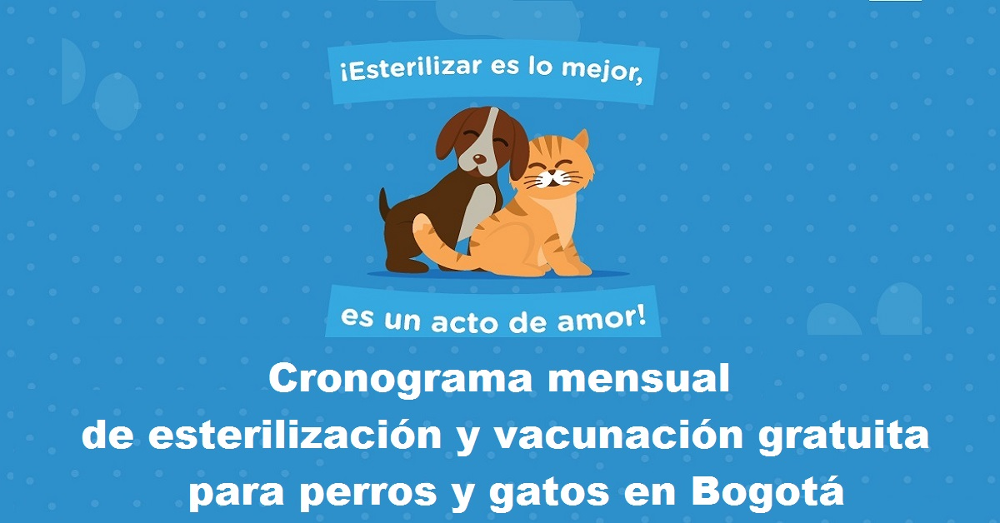 ¡Esterilizar es lo mejor,
es un acto de amor!
Cronograma mensual
de esterilización y vacunación gratuita
para perros y gatos en Bogotá